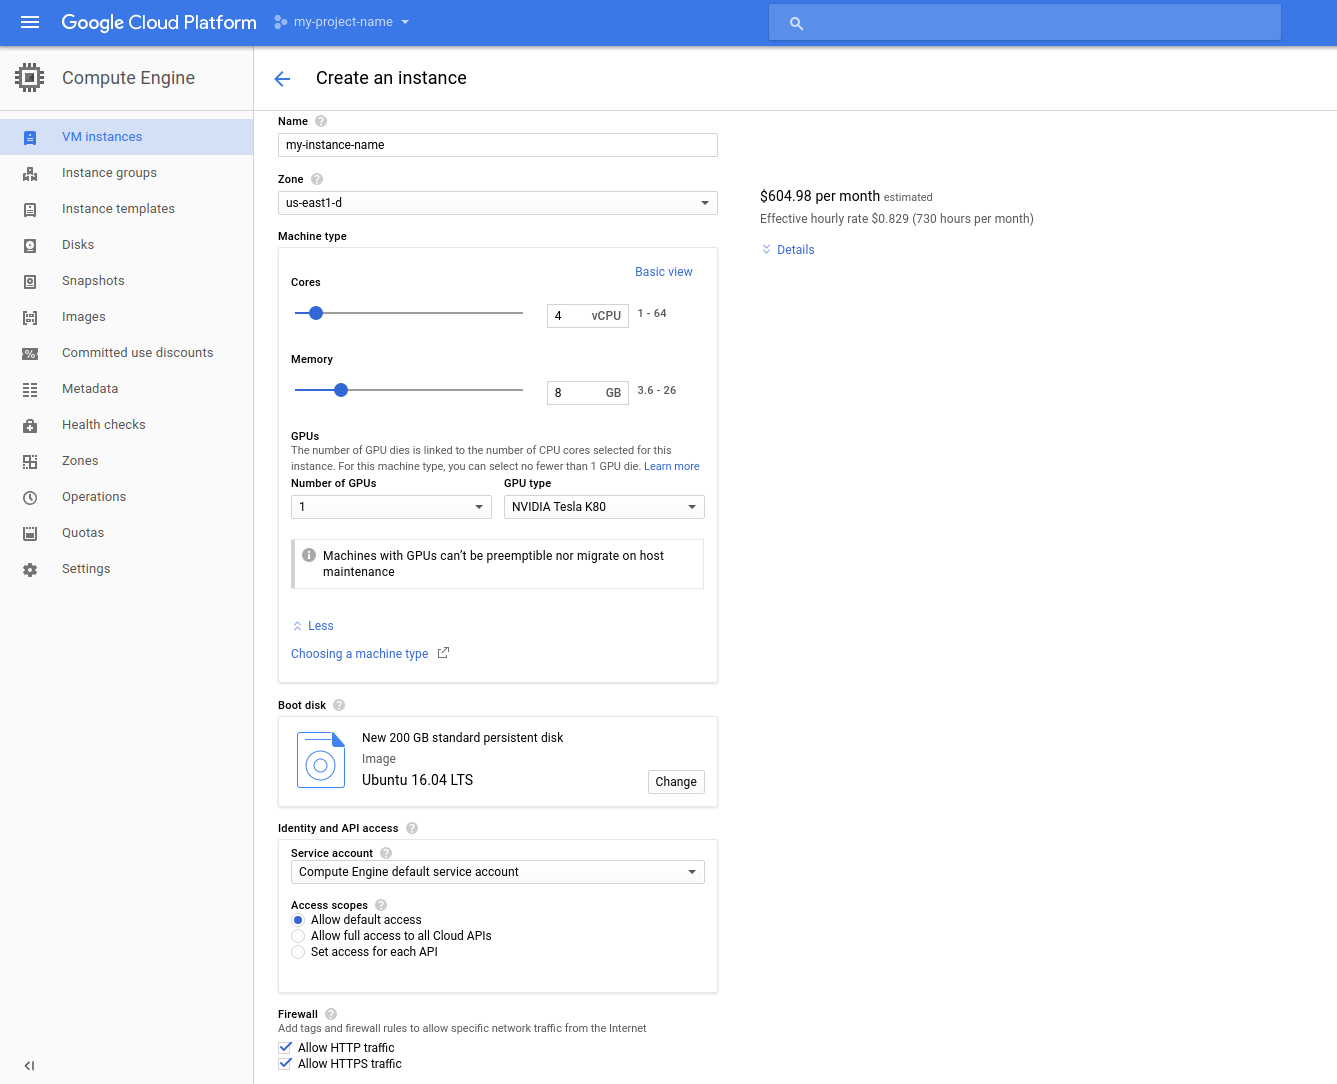 Google Cloud Platform
my-project-name
Compute Engine
Create an instance
VM instances
Instance groups
Instance templates
Disks
Snapshots
Images
Committed use discounts
Metadata
Health checks
Zones
Operations
Quotas
Settings
Name
my-instance-name
Zone
us-east1-d
Machine type
Basic view
Cores
4 vCPU 1 - 64
Memory
8 GB 3.6 - 26
GPUs
The number of GPU dies is linked to the number of CPU cores selected for this
instance. For this machine type, you can select no fewer than 1 GPU die. Learn more
Number of GPUs GPU type
1 NVIDIA Tesla K80
Machines with GPUs can't be preemptible nor migrate on host
maintenance
Less
Choosing a machine type
Boot disk
New 200 GB standard persistent disk
Image
Ubuntu 16.04 LTS
Change
Identity and API access
Service account
Compute Engine default service account
Access scopes
Allow default access
Allow full access to all Cloud APIs
Set access for each API
Firewall
Add tags and firewall rules to allow specific network traffic from the Internet
Allow HTTP traffic
Allow HTTPS traffic
$604.98 per month estimated
Effective hourly rate $0.829 (730 hours per month)
Details